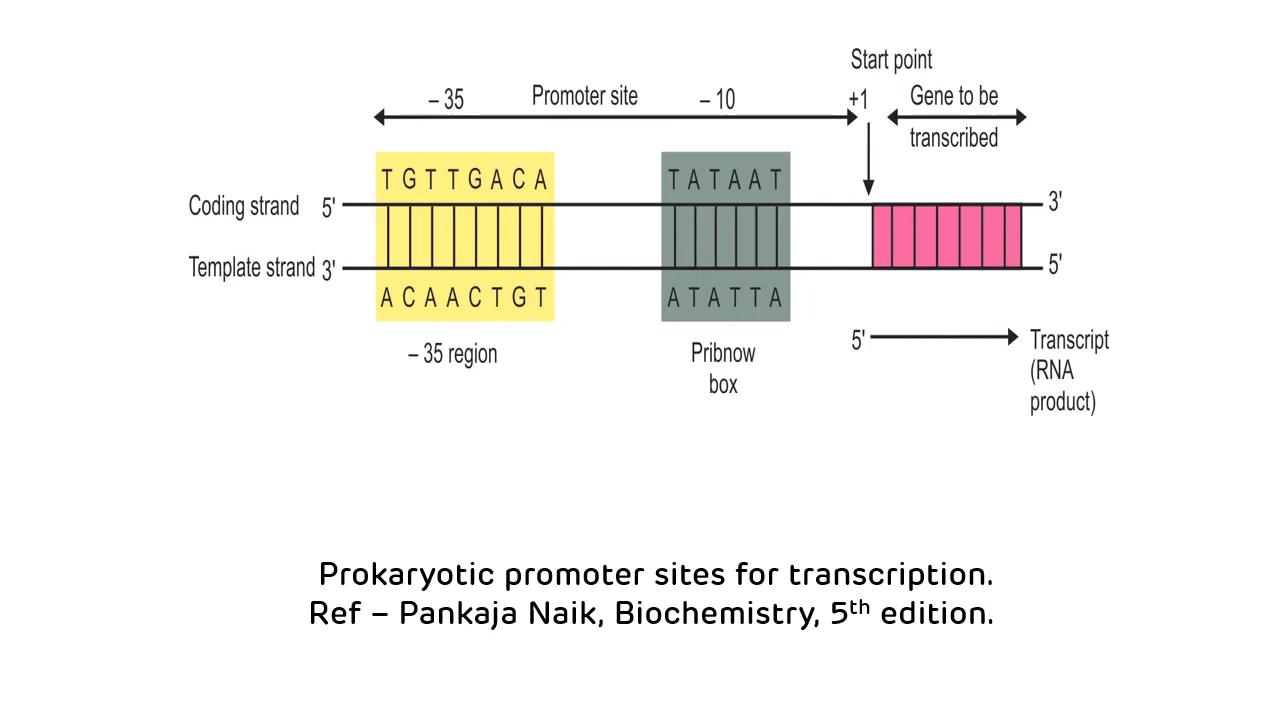 Start point
– 35 Promoter site – 10 +1 Gene to be
transcribed
T G T T G A C A T A T A A T
Coding strand 5' 3'
Template strand 3' 5'
A C A A C T G T A T A T T A
5' Transcript
(RNA
product)
– 35 region Pribnow
box
Prokaryotic promoter sites for transcription.
Ref – Pankaja Naik, Biochemistry, 5th edition.